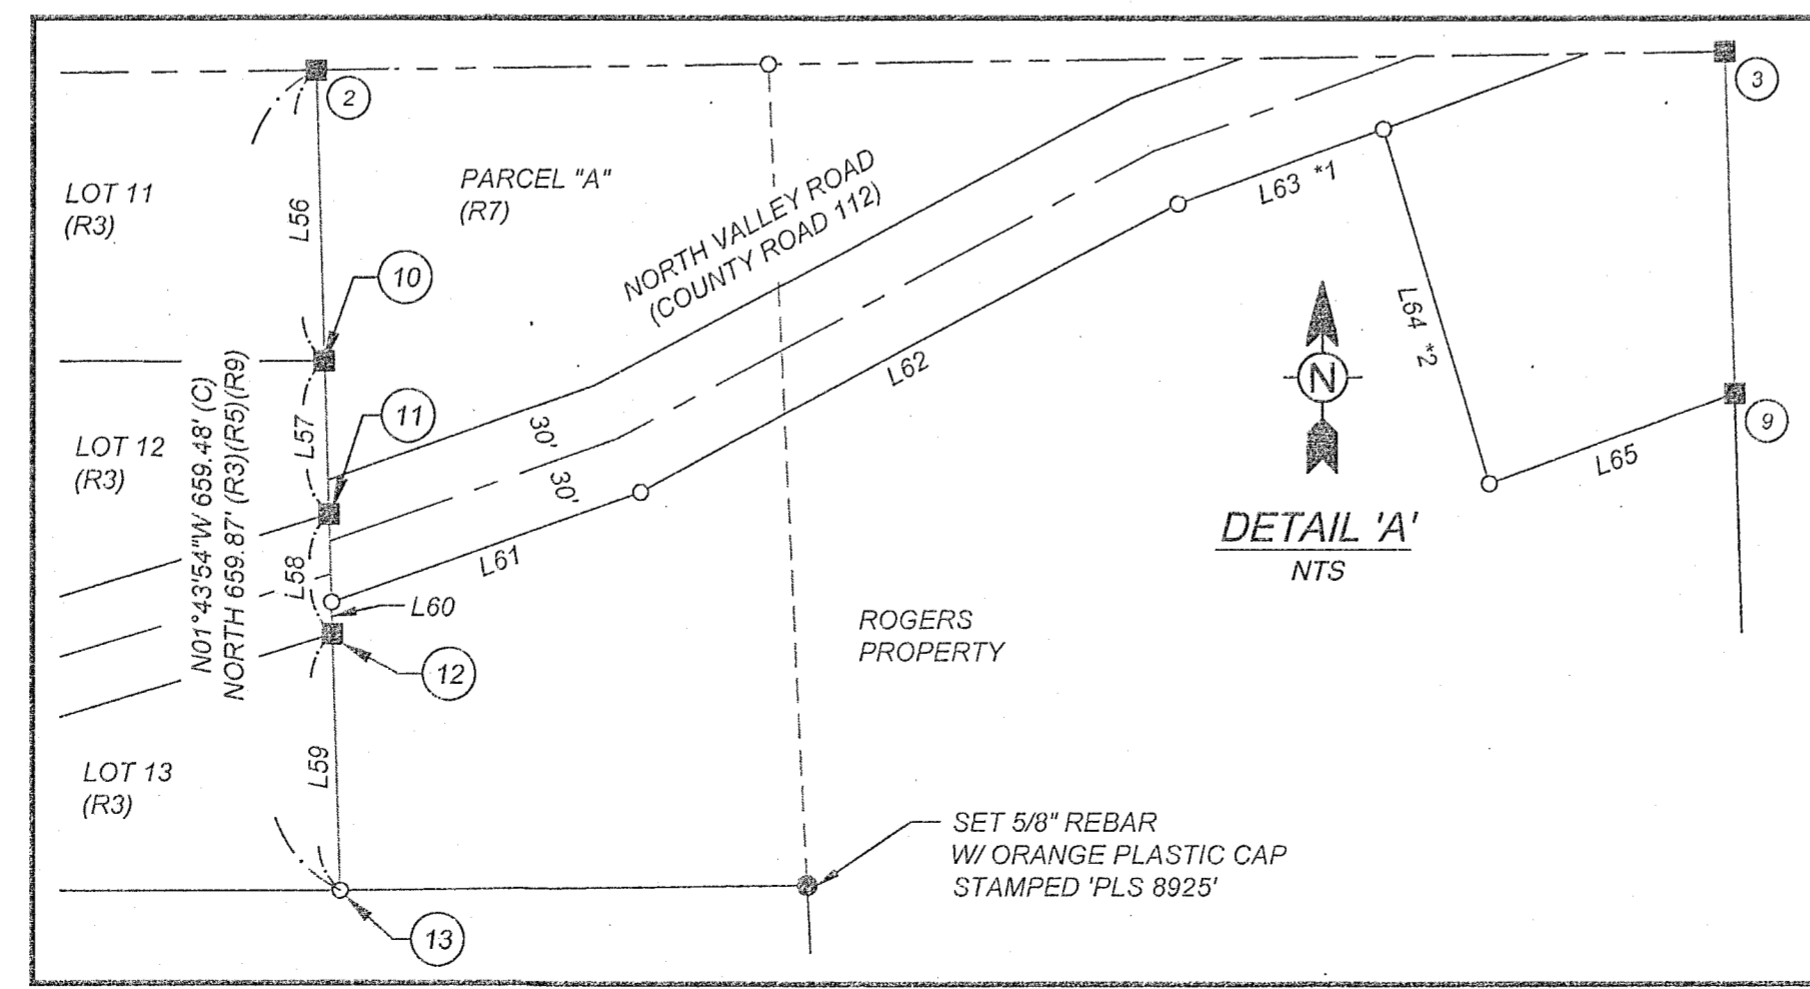 2
3
LOT 11
(R3)
L56
PARCEL "A"
(R7)
NORTH VALLEY ROAD
(COUNTY ROAD 112)
L63 *1
10
L64 *2
L62
N
9
11
LOT 12
(R3)
L57
N01°43'54"W 659.48' (C)
NORTH 659.87' (R3)(R5)(R9)
30'
30'
L65
DETAIL 'A'
NTS
L61
L58
L60
12
ROGERS
PROPERTY
LOT 13
(R3)
L59
SET 5/8" REBAR
W/ ORANGE PLASTIC CAP
STAMPED 'PLS 8925'
13